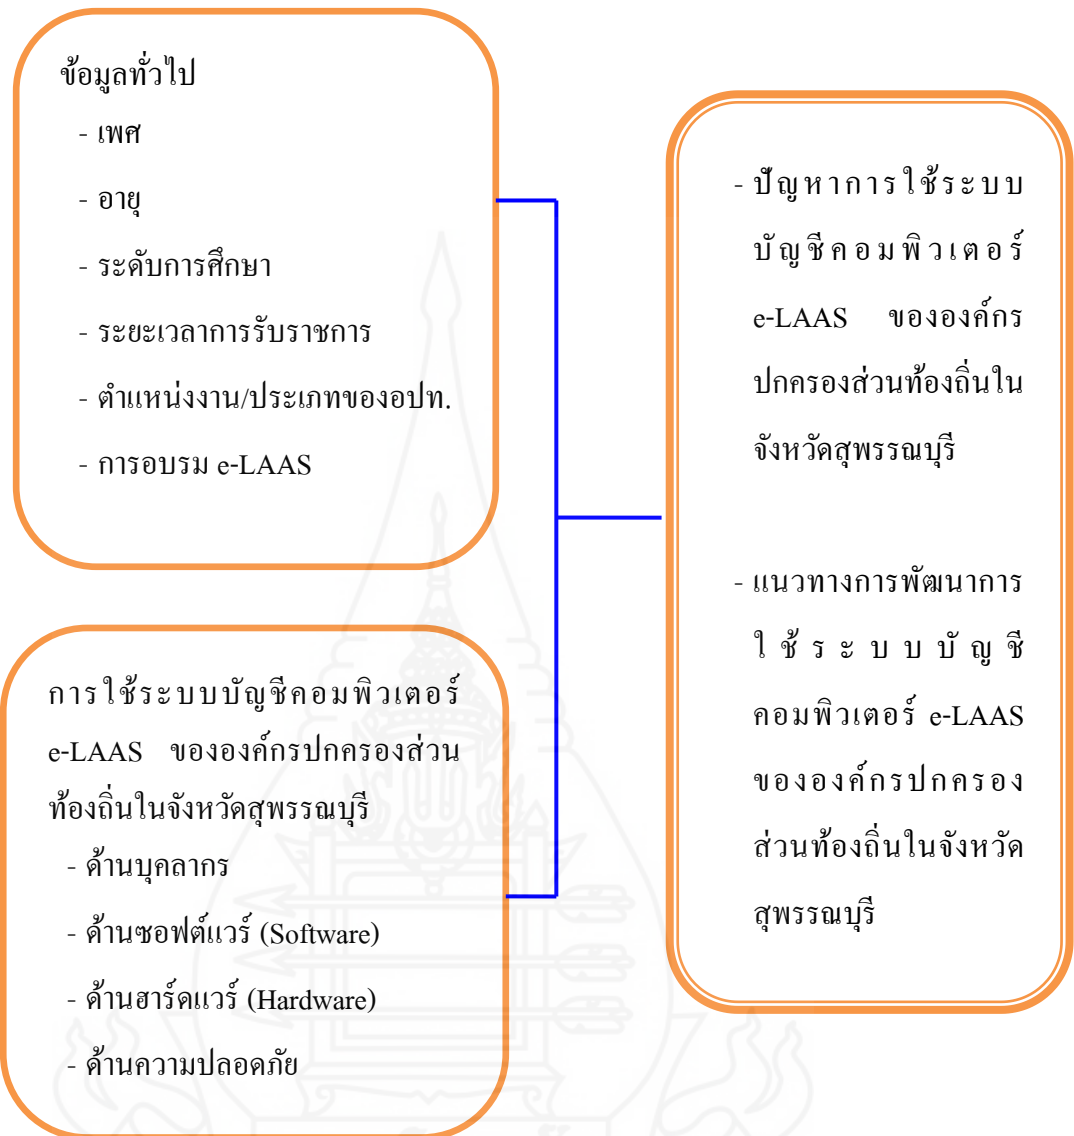 ข้อมูลทั่วไป
- เพศ
- อายุ
- ระดับการศึกษา
- ระยะเวลาการรับราชการ
- ตำแหน่งงาน/ประเภทของอปท.
- การอบรม e-LAAS
การใช้ระบบบัญชีคอมพิวเตอร์
e-LAAS ขององค์กรปกครองส่วน
ท้องถิ่นในจังหวัดสุพรรณบุรี
- ด้านบุคลากร
- ด้านซอฟต์แวร์ (Software)
- ด้านฮาร์ดแวร์ (Hardware)
- ด้านความปลอดภัย
- ปัญหาการใช้ระบบ
บัญชีคอมพิวเตอร์
e-LAAS ขององค์กร
ปกครองส่วนท้องถิ่นใน
จังหวัดสุพรรณบุรี
- แนวทางการพัฒนาการ
ใช้ระบบบัญชี
คอมพิวเตอร์ e-LAAS
ขององค์กรปกครอง
ส่วนท้องถิ่นในจังหวัด
สุพรรณบุรี